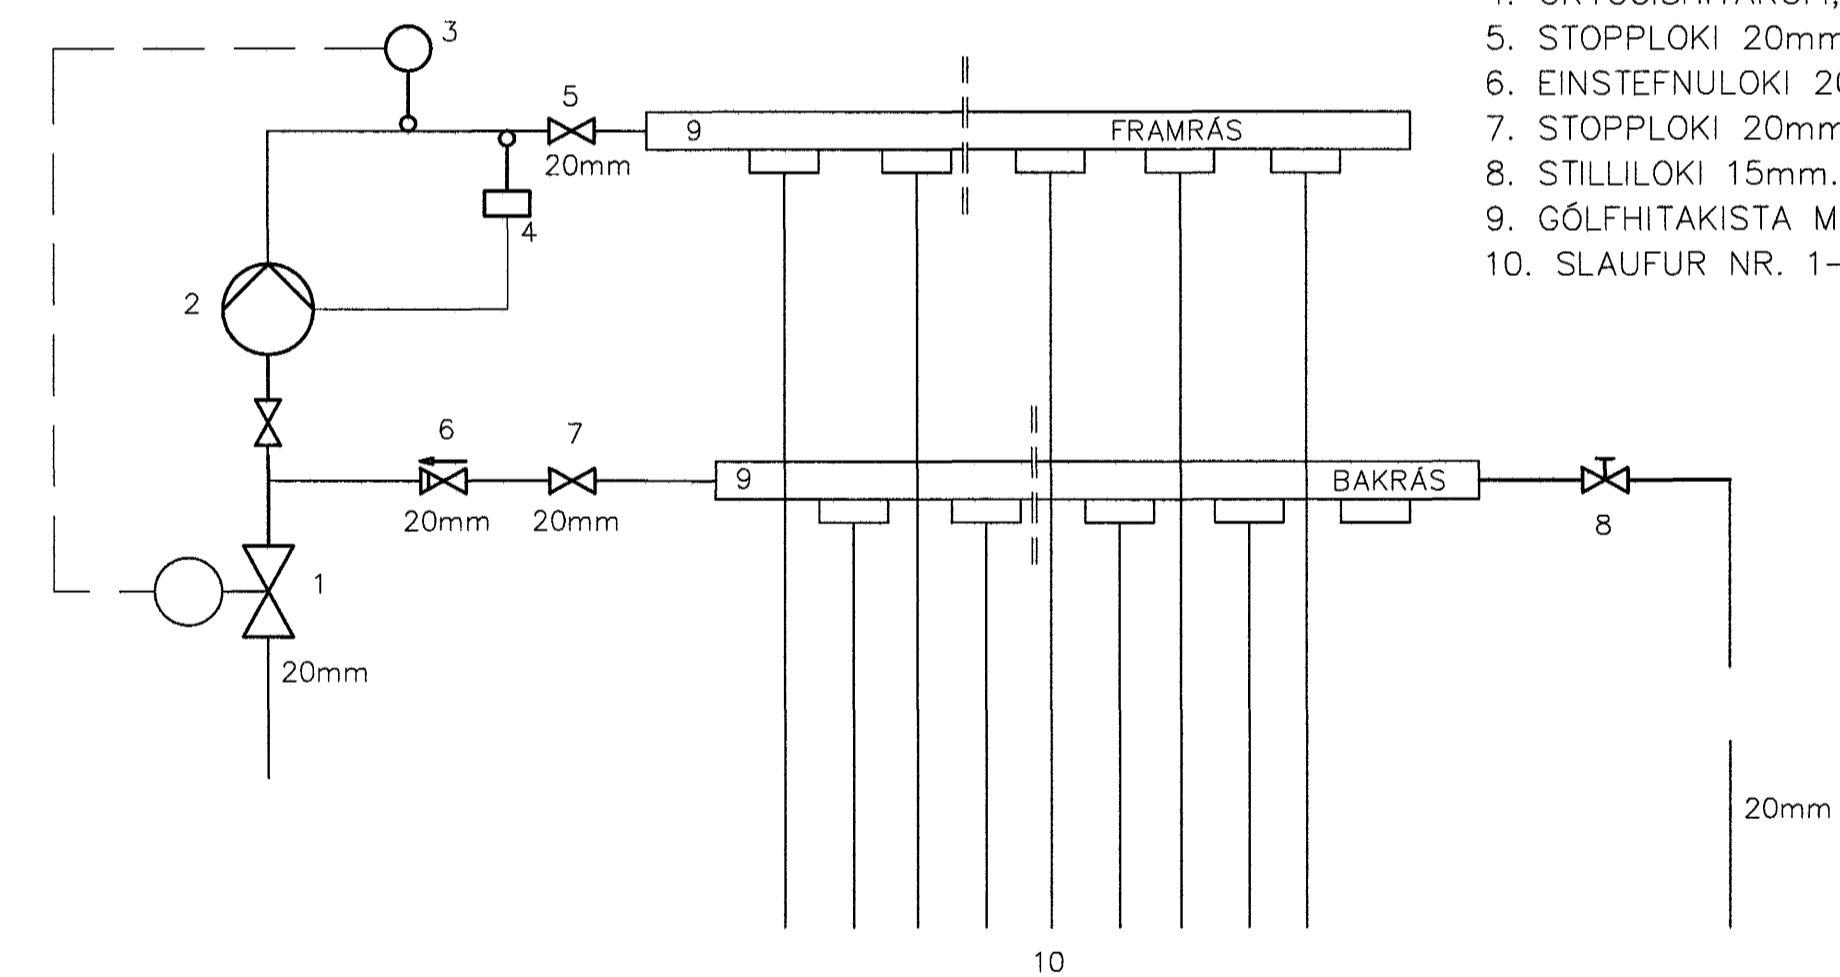 5. STOPPLOKI 20mm
6. EINSTEFNULOKI
7. STOPPLOKI 20mm
8. STILLILOKI 15mm.
9. GÓLFHITAKISTA
10. SLAUFUR NR. 1-
3
5
20mm
9 FRAMRÁS
4
2
6
20mm
7
20mm
9 BAKRÁS
8
1
20mm
20mm
10